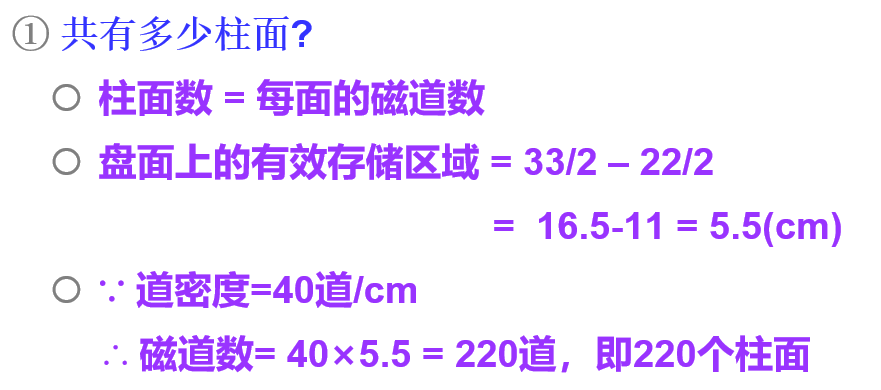 ① 共有多少柱面?
○ 柱面数 = 每面的磁道数
○ 盘面上的有效存储区域 = 33/2 – 22/2
= 16.5-11 = 5.5(cm)
○ ∵ 道密度=40道/cm
∴ 磁道数= 40×5.5 = 220道，即220个柱面